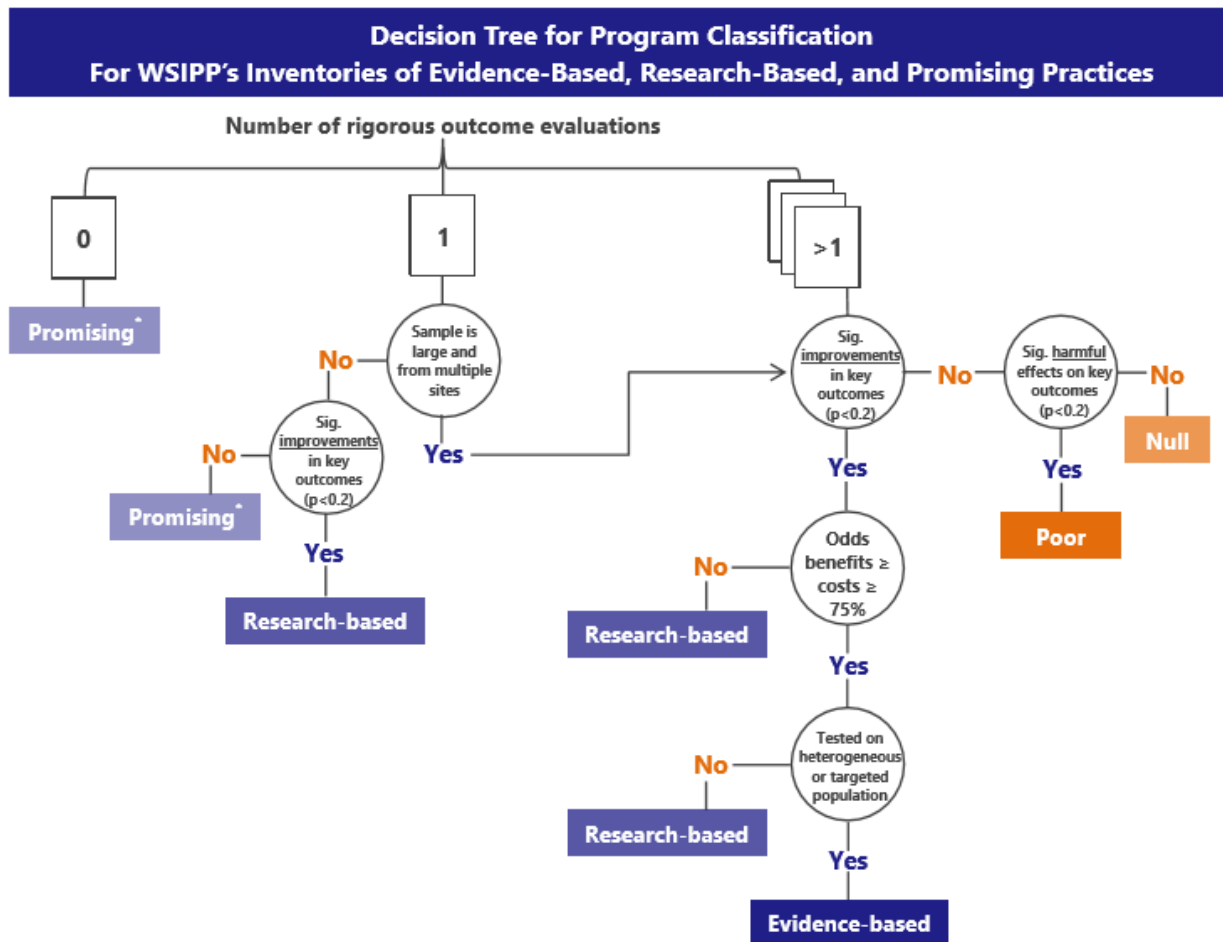 Decision Tree for Program Classification
For WSIPP's Inventories of Evidence-Based, Research-Based, and Promising Practices
Number of rigorous outcome evaluations
0
1
>1
Promising*
Sample is
large and
from multiple
sites
No
Yes
Sig.
improvements
in key
outcomes
(p<0.2)
No
Promising*
Yes
Research-based
Sig.
improvements
in key
outcomes
(p<0.2)
No
Sig. harmful
effects on key
outcomes
(p<0.2)
No
Null
Yes
Poor
Yes
Odds
benefits ≥
costs ≥
75%
No
Research-based
Yes
Tested on
heterogeneous
or targeted
population
No
Research-based
Yes
Evidence-based